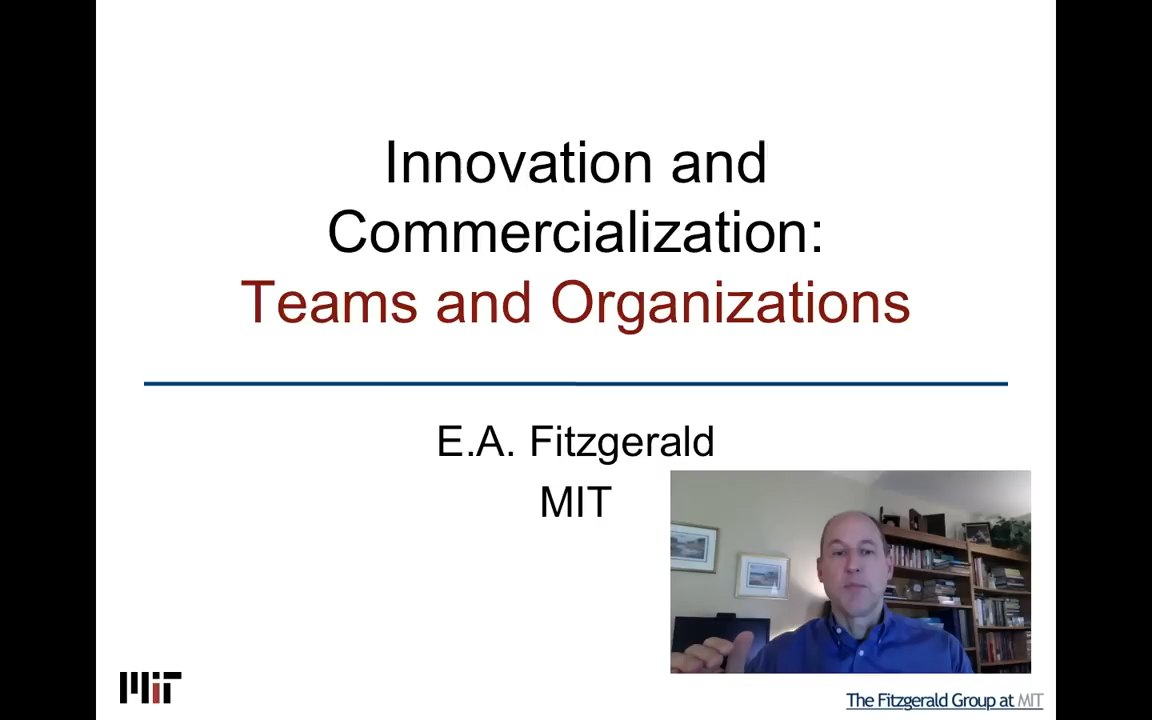 Innovation and
Commercialization:
Teams and Organizations
E.A. Fitzgerald
MIT
MIT
The Fitzgerald Group at MIT